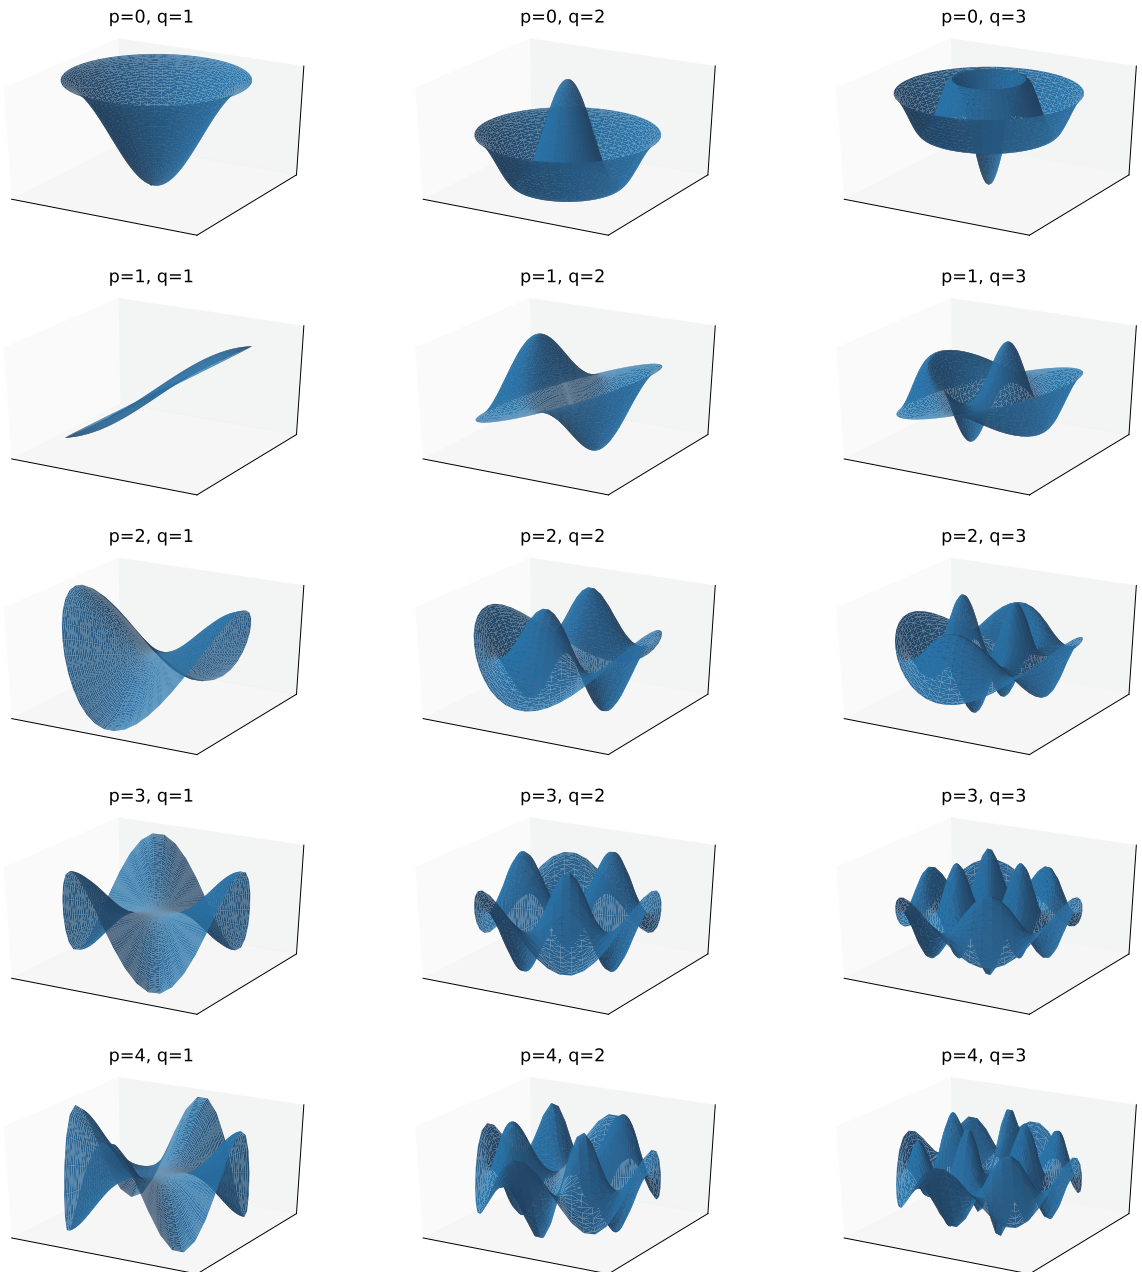 p=0, q=1
p=0, q=2
p=0, q=3
p=1, q=1
p=1, q=2
p=1, q=3
p=2, q=1
p=2, q=2
p=2, q=3
p=3, q=1
p=3, q=2
p=3, q=3
p=4, q=1
p=4, q=2
p=4, q=3